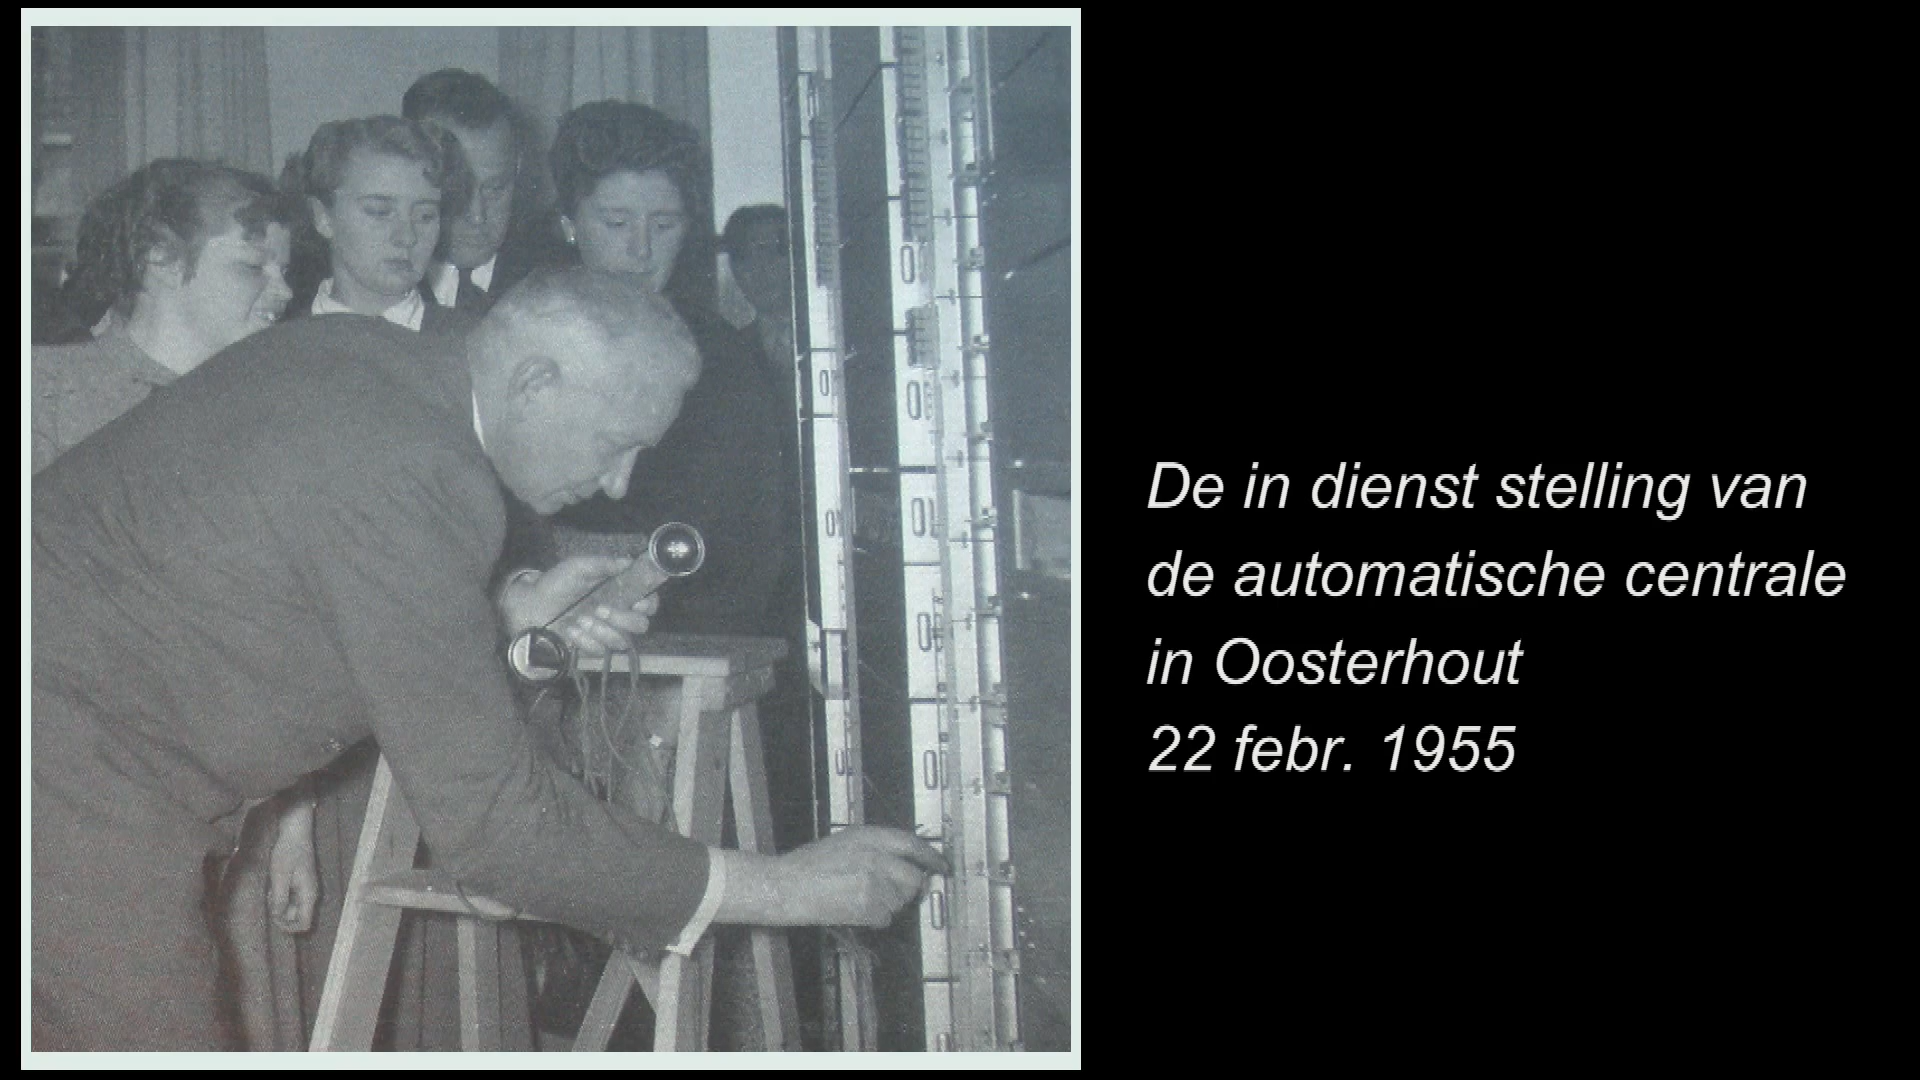 De in dienst stelling van
de automatische centrale
in Oosterhout
22 febr. 1955